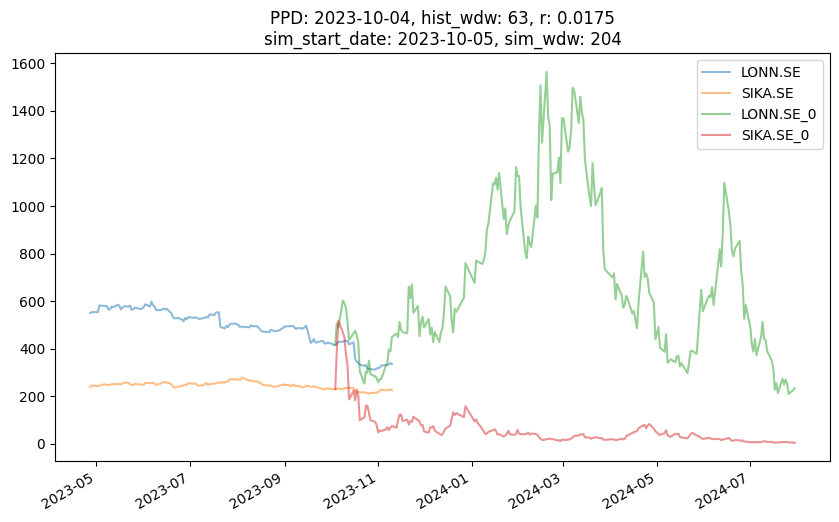 PPD: 2023-10-04, hist_wdw: 63, r: 0.0175
sim_start_date: 2023-10-05, sim_wdw: 204
1600
1400
1200
1000
800
600
400
200
0
LONN.SE
SIKA.SE
LONN.SE_0
SIKA.SE_0
2023-05
2023-07
2023-09
2023-11
2024-01
2024-03
2024-05
2024-07